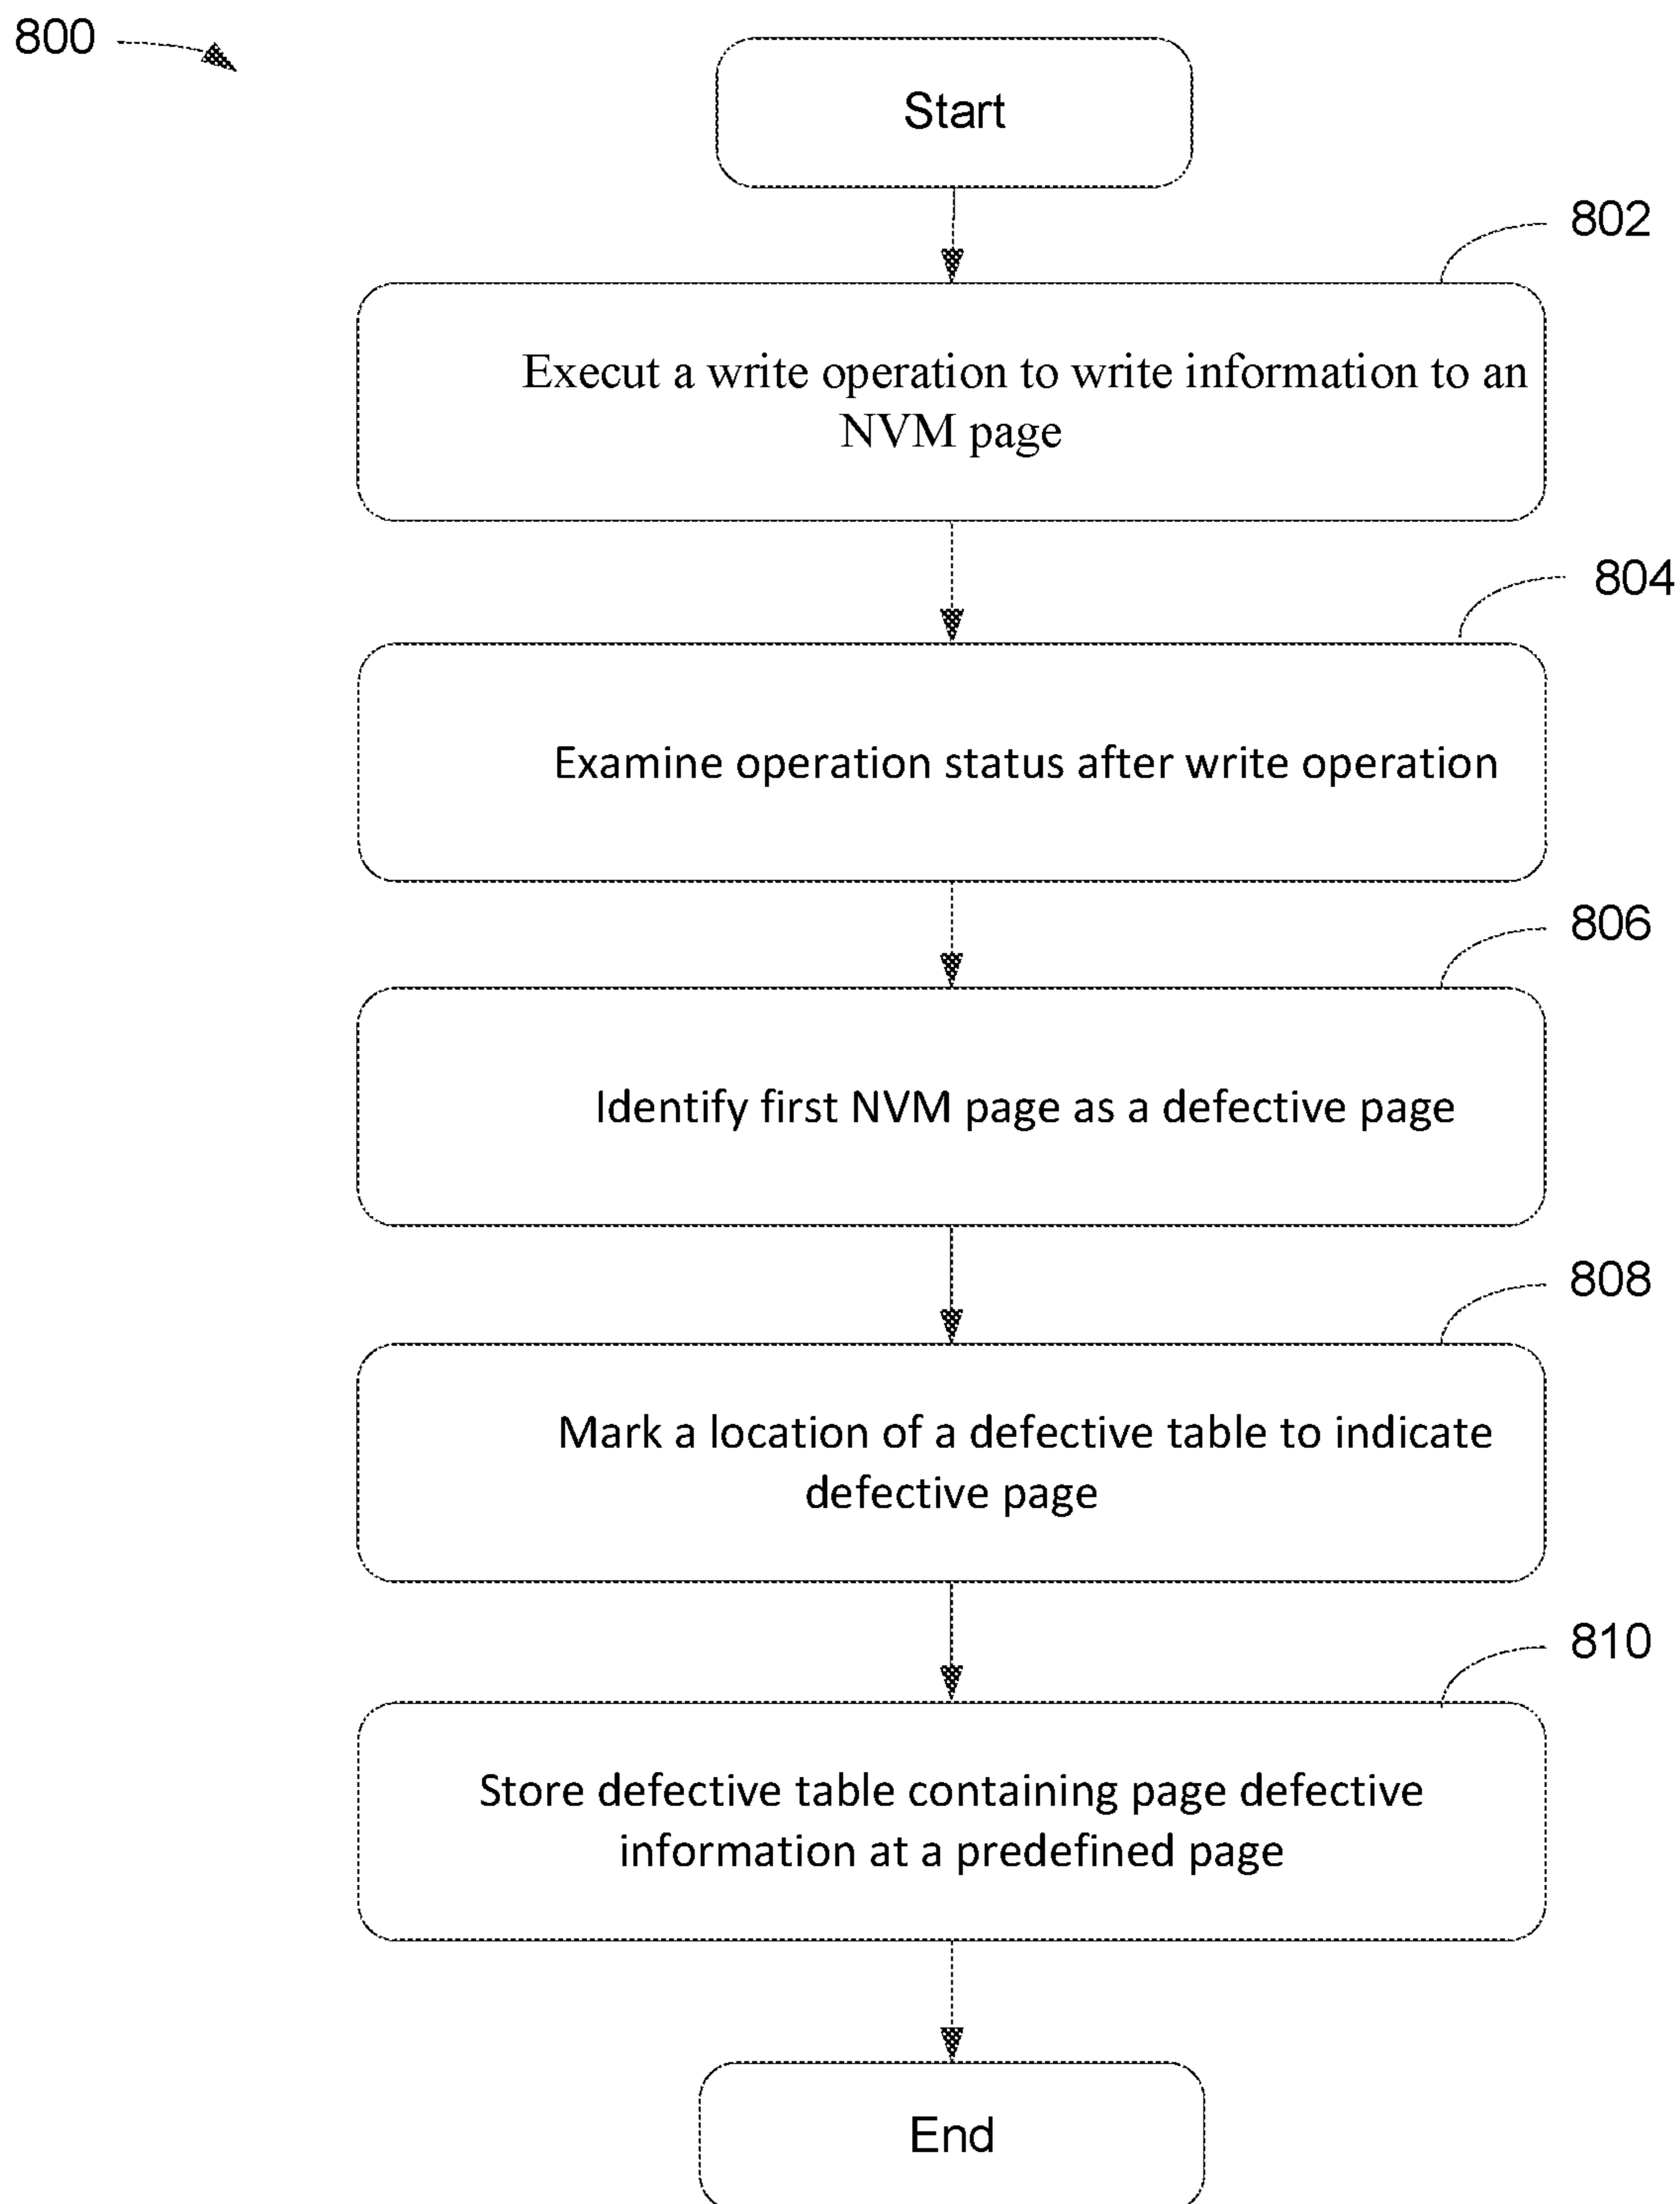 800
Start
802
Execut a write operation to write information to an
NVM page
804
Examine operation status after write operation
806
Identify first NVM page as a defective page
808
Mark a location of a defective table to indicate
defective page
810
Store defective table containing page defective
information at a predefined page
End